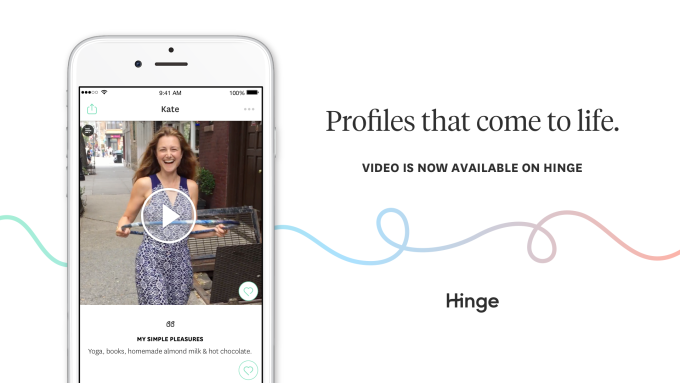 9:41 AM
100%
Kate
Profiles that come to life.
VIDEO IS NOW AVAILABLE ON HINGE
Hinge
MY SIMPLE PLEASURES
Yoga, books, homemade almond milk & hot chocolate.